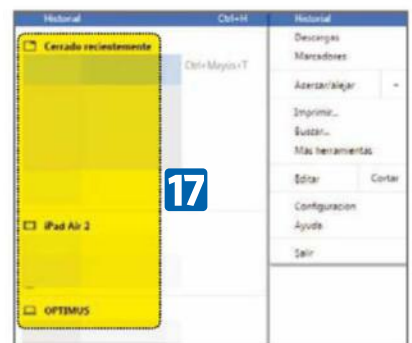 Historial Ctrl+H
Cerrado recientemente
Ctrl+Mayús+T
17
iPad Air 2
OPTIMUS
Historial
Descargas
Marcadores
Acercar/alejar -
Imprimir...
Buscar...
Más herramientas
Editar Cortar
Configuracion
Ayuda
Salir